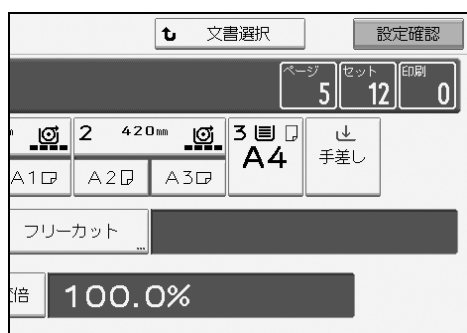 文書選択 設定確認
ページ セット 印刷
5 12 0
2 420mm 3
A4 手差し
A1 A2 A3
フリーカット
...
倍 100.0%